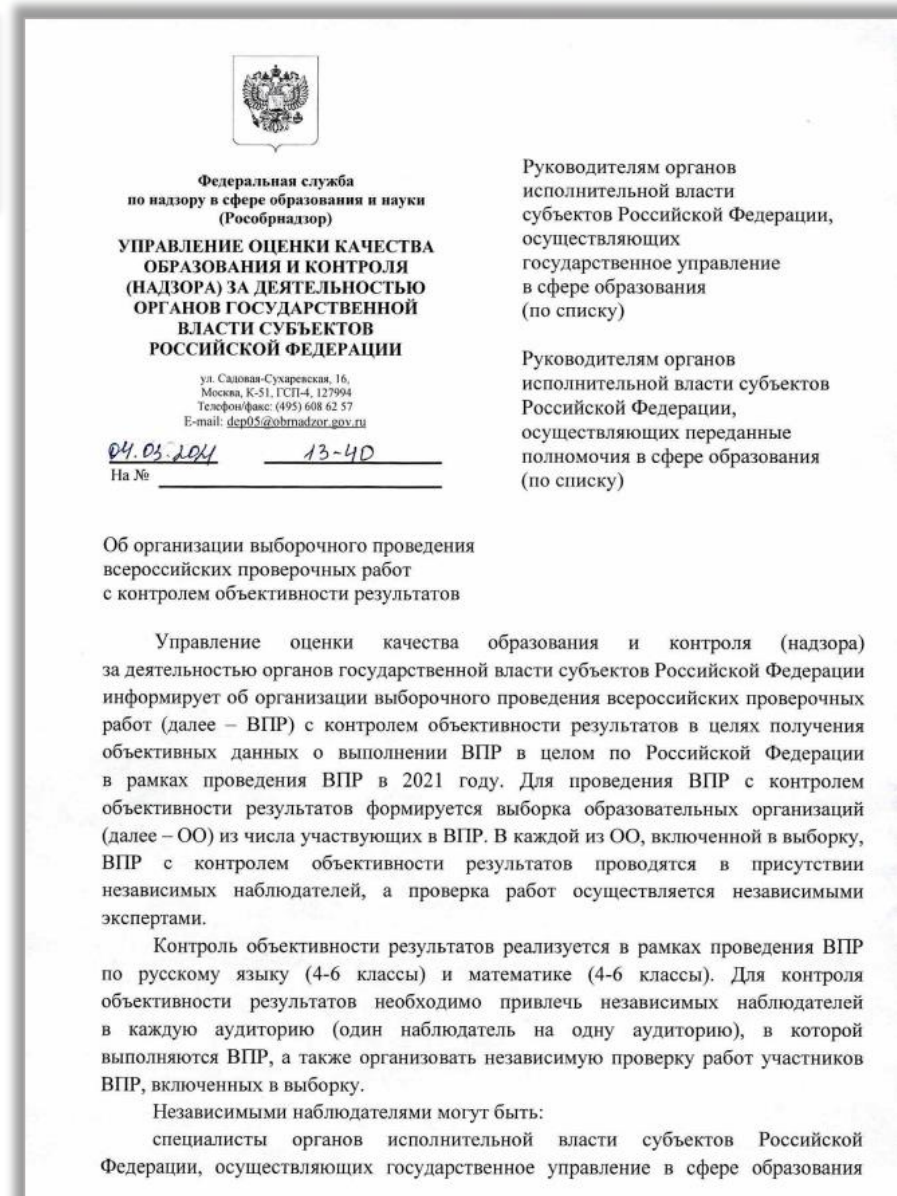 Федеральная служба
по надзору в сфере образования и науки
(Рособрнадзор)
УПРАВЛЕНИЕ ОЦЕНКИ КАЧЕСТВА
ОБРАЗОВАНИЯ И КОНТРОЛЯ
(НАДЗОРА) ЗА ДЕЯТЕЛЬНОСТЬЮ
ОРГАНОВ ГОСУДАРСТВЕННОЙ
ВЛАСТИ СУБЪЕКТОВ
РОССИЙСКОЙ ФЕДЕРАЦИИ
ул. Садовая-Сухаревская, 16,
Москва, К-51, ГСП-4, 127994
Телефон/факс: (495) 608 62 57
E-mail: dep05@obrnadzor.gov.ru
04.03.2021 13-40
На №
Руководителям органов
исполнительной власти
субъектов Российской Федерации,
осуществляющих
государственное управление
в сфере образования
(по списку)
Руководителям органов
исполнительной власти субъектов
Российской Федерации,
осуществляющих переданные
полномочия в сфере образования
(по списку)
Об организации выборочного проведения
всероссийских проверочных работ
с контролем объективности результатов
Управление оценки качества образования и контроля (надзора)
за деятельностью органов государственной власти субъектов Российской Федерации
информирует об организации выборочного проведения всероссийских проверочных
работ (далее – ВПР) с контролем объективности результатов в целях получения
объективных данных о выполнении ВПР в целом по Российской Федерации
в рамках проведения ВПР в 2021 году. Для проведения ВПР с контролем
объективности результатов формируется выборка образовательных организаций
(далее – ОО) из числа участвующих в ВПР. В каждой из ОО, включенной в выборку,
ВПР с контролем объективности результатов проводятся в присутствии
независимых наблюдателей, а проверка работ осуществляется независимыми
экспертами.
Контроль объективности результатов реализуется в рамках проведения ВПР
по русскому языку (4-6 классы) и математике (4-6 классы). Для контроля
объективности результатов необходимо привлечь независимых наблюдателей
в каждую аудиторию (один наблюдатель на одну аудиторию), в которой
выполняются ВПР, а также организовать независимую проверку работ участников
ВПР, включенных в выборку.
Независимыми наблюдателями могут быть:
специалисты органов исполнительной власти субъектов Российской
Федерации, осуществляющих государственное управление в сфере образования